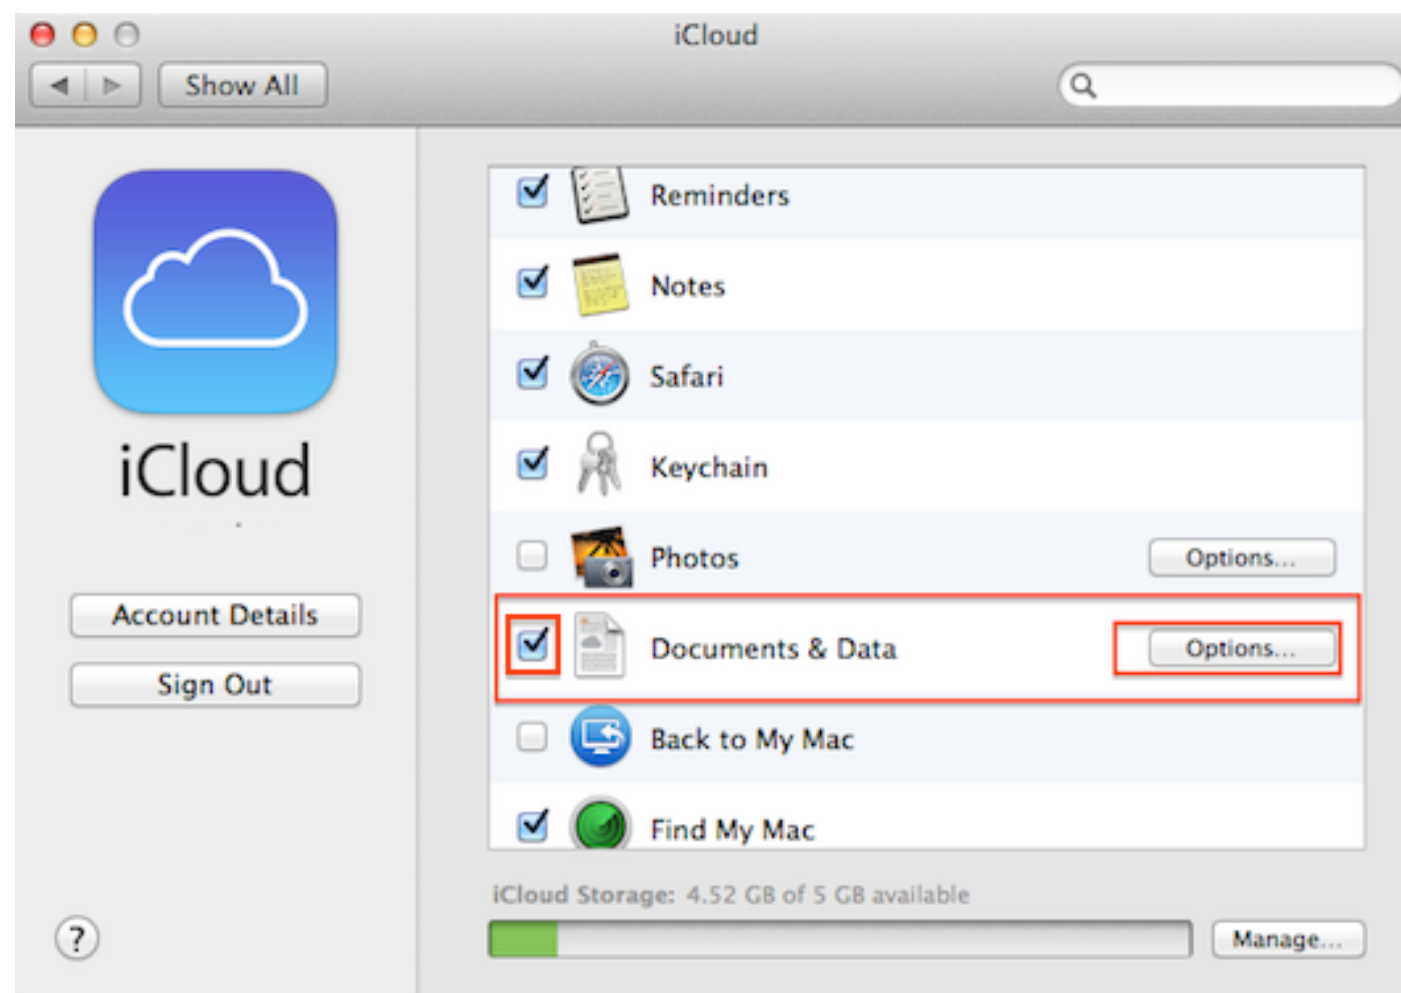 iCloud
Show All
Reminders
Notes
Safari
iCloud
Keychain
Photos
Options...
Account Details
Documents & Data
Options...
Sign Out
Back to My Mac
Find My Mac
iCloud Storage: 4.52 GB of 5 GB available
?
Manage...